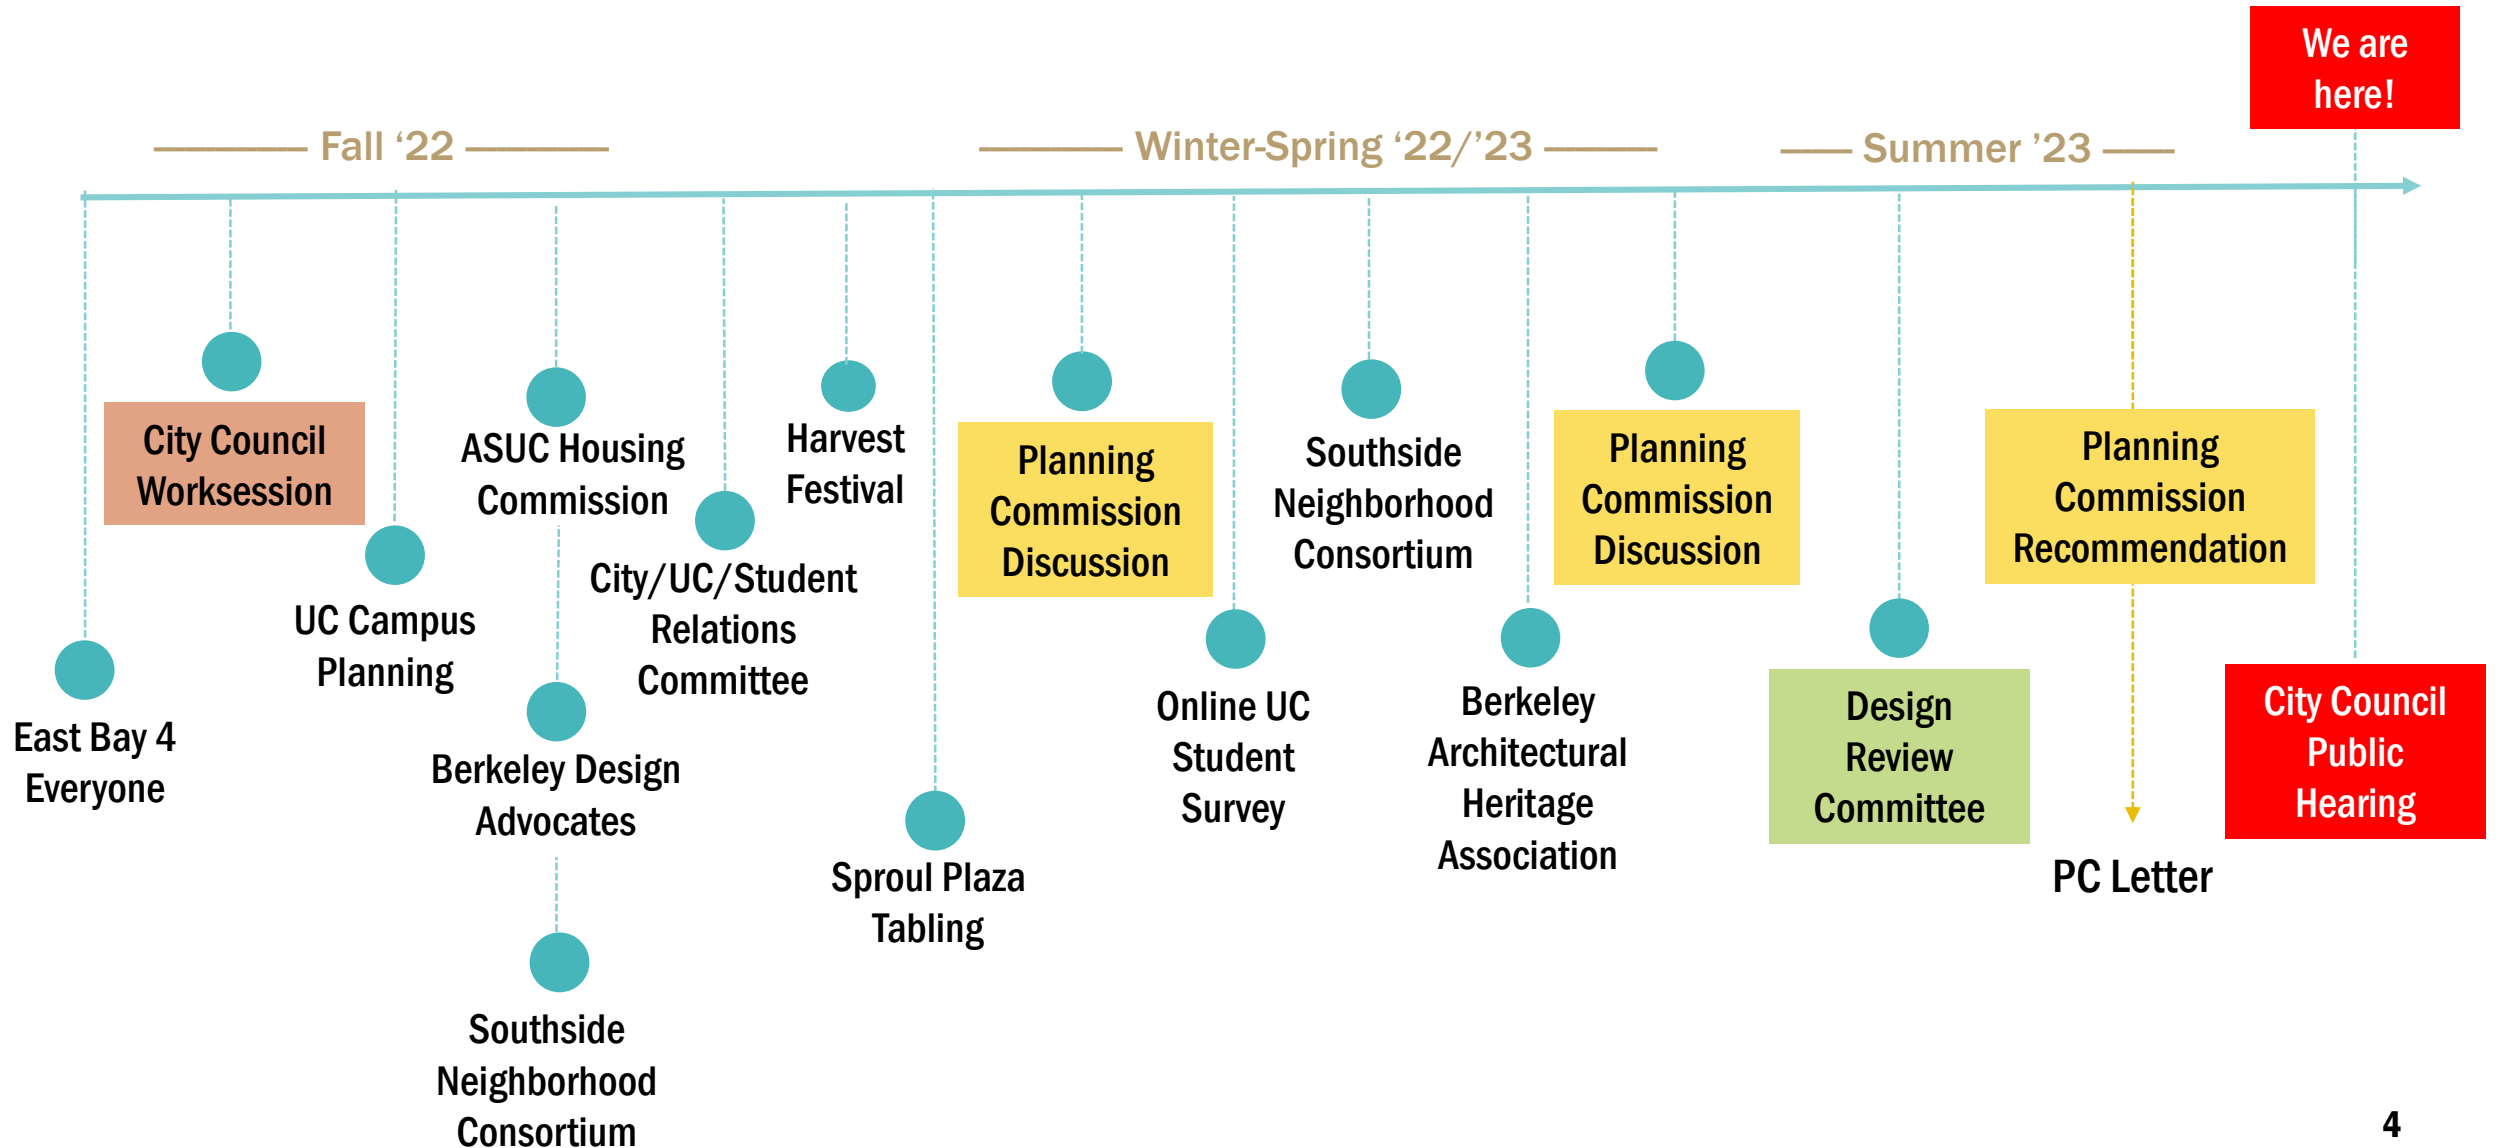 We are
here!
Fall ‘22
Winter-Spring ‘22/’23
Summer ’23
East Bay 4
Everyone
City Council
Worksession
UC Campus
Planning
ASUC Housing
Commission
Berkeley Design
Advocates
Southside
Neighborhood
Consortium
City/UC/Student
Relations
Committee
Harvest
Festival
Sproul Plaza
Tabling
Planning
Commission
Discussion
Online UC
Student
Survey
Southside
Neighborhood
Consortium
Berkeley
Architectural
Heritage
Association
Planning
Commission
Discussion
Design
Review
Committee
Planning
Commission
Recommendation
PC Letter
City Council
Public
Hearing
4